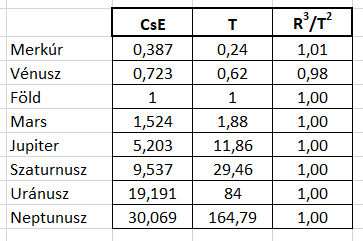 CsE T R³/T²
Merkúr 0,387 0,24 1,01
Vénusz 0,723 0,62 0,98
Föld 1 1 1,00
Mars 1,524 1,88 1,00
Jupiter 5,203 11,86 1,00
Szaturnusz 9,537 29,46 1,00
Uránusz 19,191 84 1,00
Neptunusz 30,069 164,79 1,00